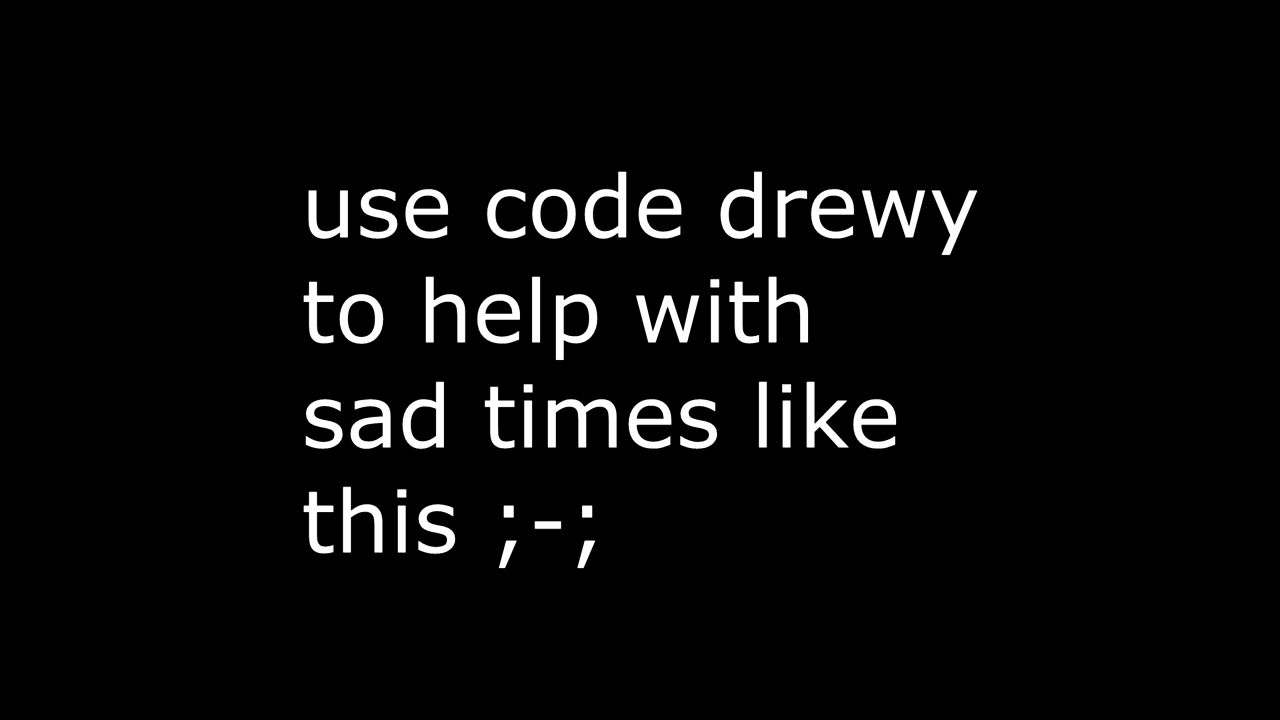 use code drewy
to help with
sad times like
this ;-;